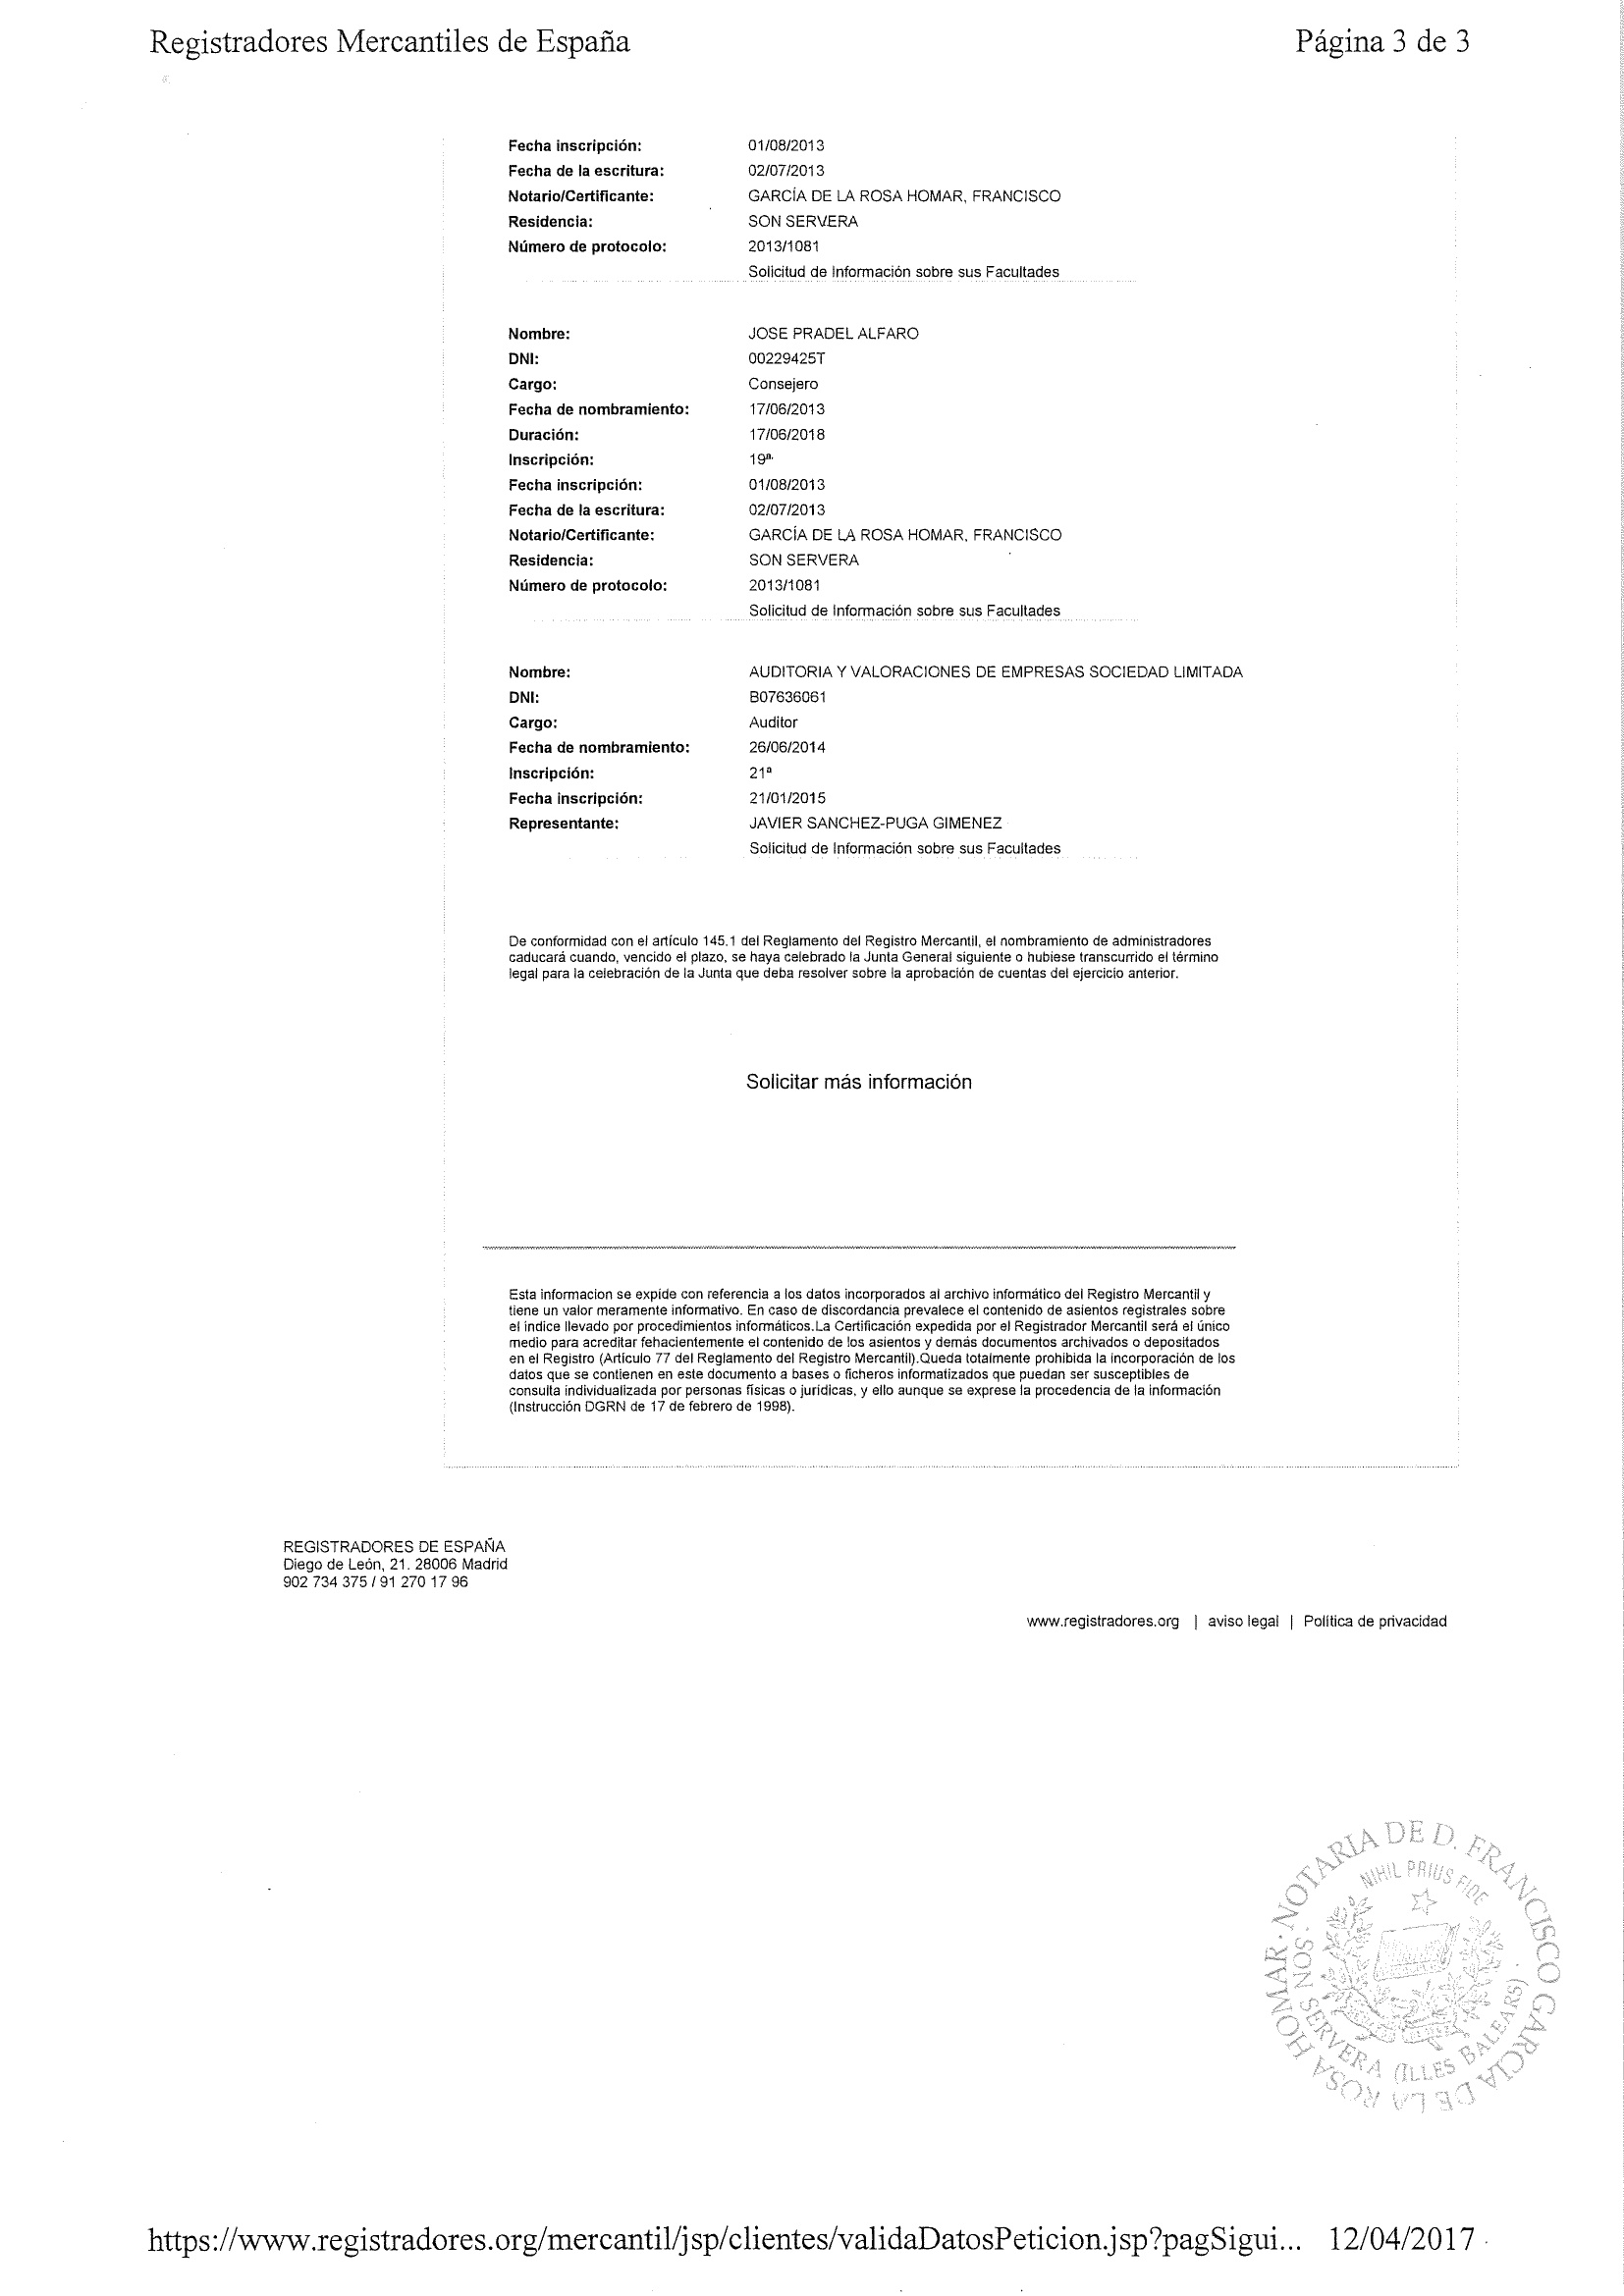 Registradores Mercantiles de España Página 3 de 3
Fecha inscripción: 01/08/2013
Fecha de la escritura: 02/07/2013
Notario/Certificante: GARCÍA DE LA ROSA HOMAR, FRANCISCO
Residencia: SON SERVERA
Número de protocolo: 2013/1081
Solicitud de Información sobre sus Facultades
Nombre: JOSE PRADEL ALFARO
DNI: 00229425T
Cargo: Consejero
Fecha de nombramiento: 17/06/2013
Duración: 17/06/2018
Inscripción: 19ª
Fecha inscripción: 01/08/2013
Fecha de la escritura: 02/07/2013
Notario/Certificante: GARCÍA DE LA ROSA HOMAR, FRANCISCO
Residencia: SON SERVERA
Número de protocolo: 2013/1081
Solicitud de Información sobre sus Facultades
Nombre: AUDITORIA Y VALORACIONES DE EMPRESAS SOCIEDAD LIMITADA
DNI: B07636061
Cargo: Auditor
Fecha de nombramiento: 26/06/2014
Inscripción: 21ª
Fecha inscripción: 21/01/2015
Representante: JAVIER SANCHEZ-PUGA GIMENEZ
Solicitud de Información sobre sus Facultades
De conformidad con el artículo 145.1 del Reglamento del Registro Mercantil, el nombramiento de administradores
caducará cuando, vencido el plazo, se haya celebrado la Junta General siguiente o hubiese transcurrido el término
legal para la celebración de la Junta que deba resolver sobre la aprobación de cuentas del ejercicio anterior.
Solicitar más información
Esta informacion se expide con referencia a los datos incorporados al archivo informático del Registro Mercantil y
tiene un valor meramente informativo. En caso de discordancia prevalece el contenido de asientos registrales sobre
el indice llevado por procedimientos informáticos.La Certificación expedida por el Registrador Mercantil será el único
medio para acreditar fehacientemente el contenido de los asientos y demás documentos archivados o depositados
en el Registro (Artículo 77 del Reglamento del Registro Mercantil).Queda totalmente prohibida la incorporación de los
datos que se contienen en este documento a bases o ficheros informatizados que puedan ser susceptibles de
consulta individualizada por personas físicas o jurídicas, y ello aunque se exprese la procedencia de la información
(Instrucción DGRN de 17 de febrero de 1998).
REGISTRADORES DE ESPAÑA
Diego de León, 21. 28006 Madrid
902 734 375 / 91 270 17 96
www.registradores.org | aviso legal | Política de privacidad
NOTARIA DE D. FRANCISCO GARCIA DE LA ROSA HOMAR ·
NIHIL PRIUS FIDE
· SON SERVERA (ILLES BALEARS) ·
https://www.registradores.org/mercantil/jsp/clientes/validaDatosPeticion.jsp?pagSigui... 12/04/2017